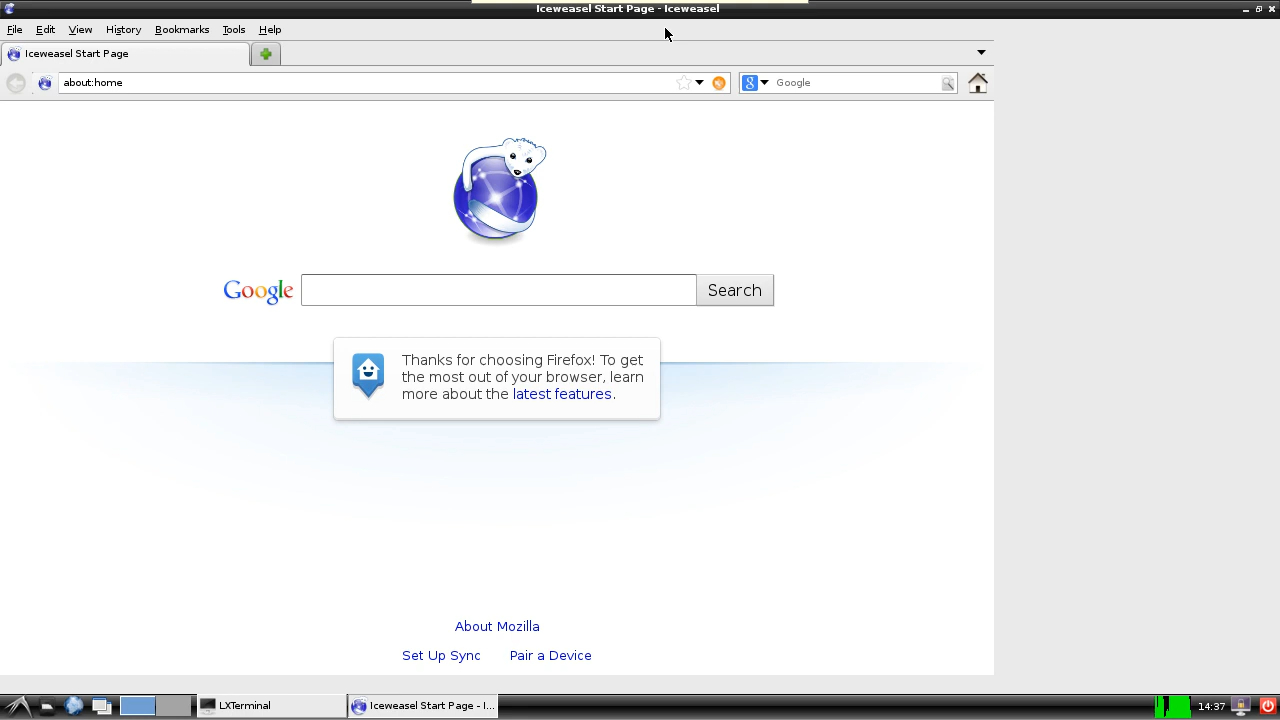 Iceweasel Start Page - Iceweasel
File Edit View History Bookmarks Tools Help
Iceweasel Start Page
about:home
8 Google
Google Search
Thanks for choosing Firefox! To get
the most out of your browser, learn
more about the latest features.
About Mozilla
Set Up Sync Pair a Device
LXTerminal Iceweasel Start Page - I... 14:37